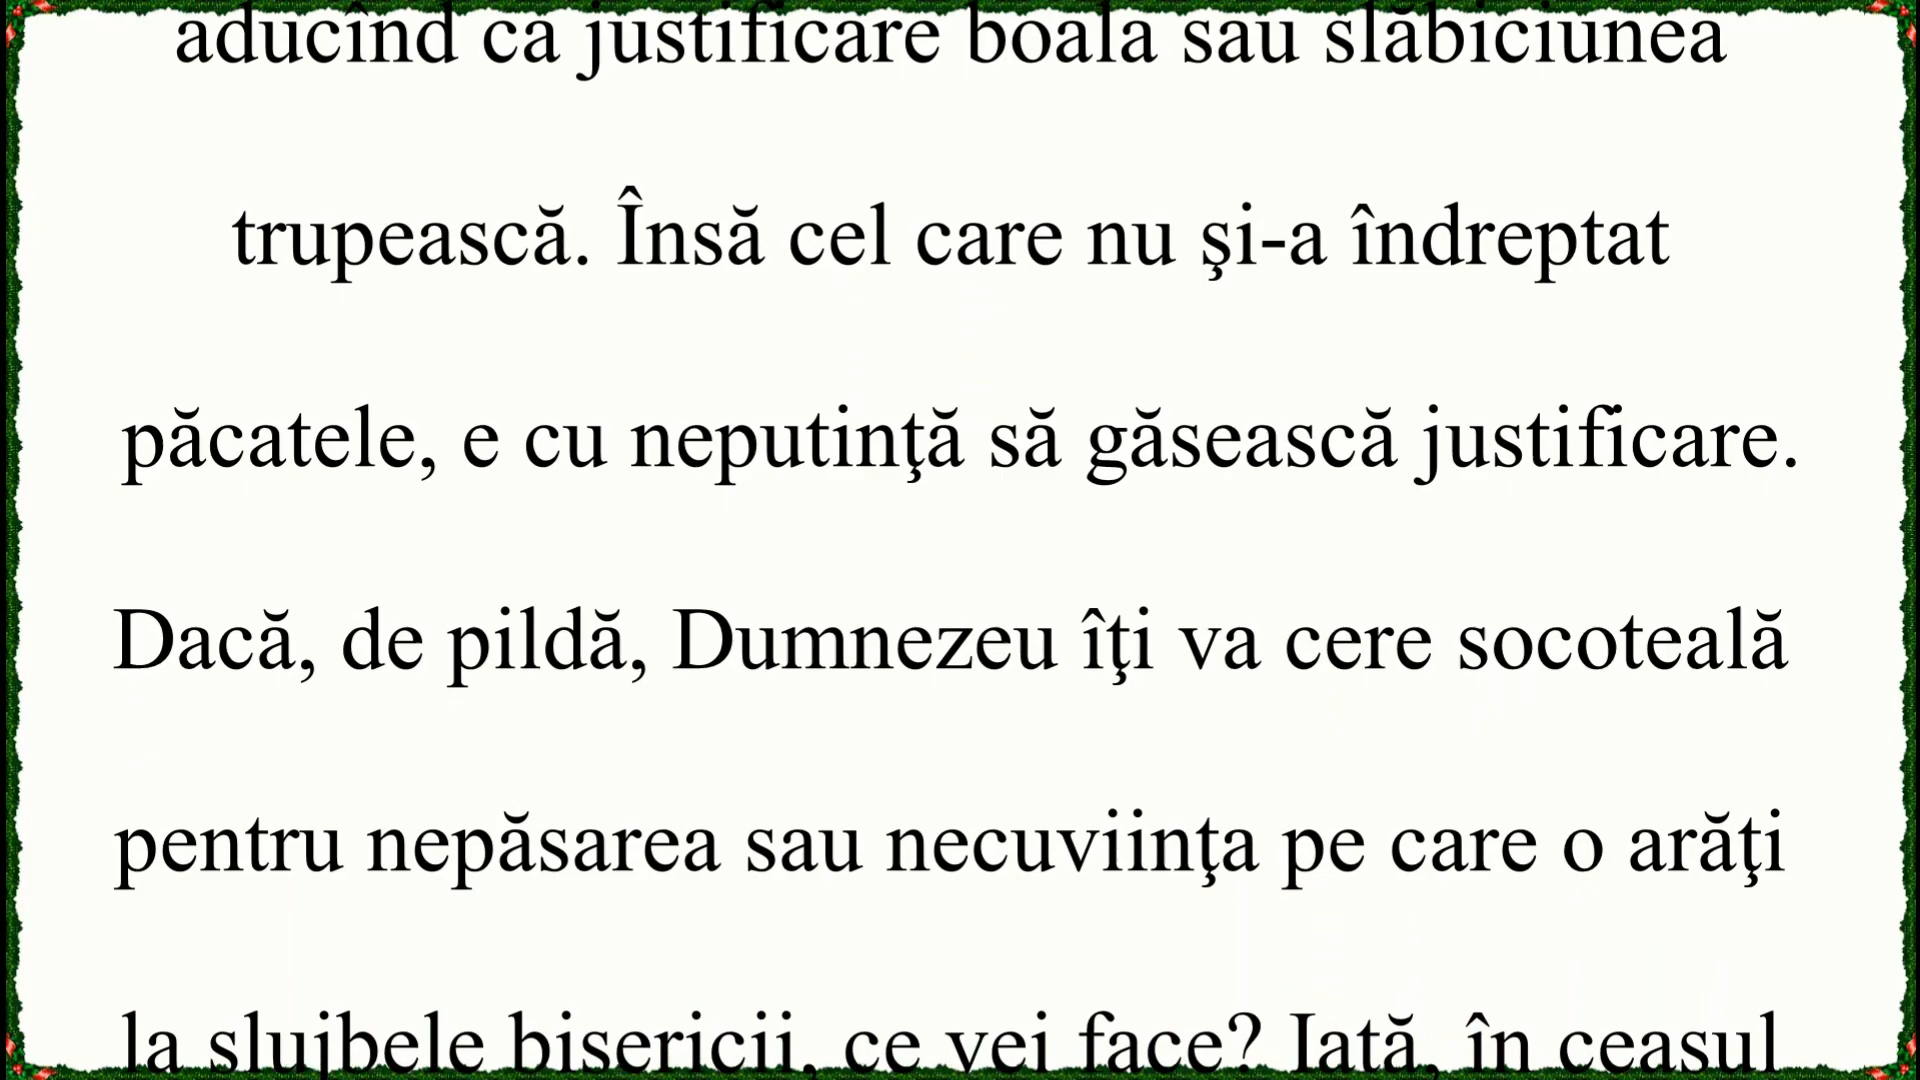 aducînd ca justificare boala sau slăbiciunea
trupească. Însă cel care nu şi-a îndreptat
păcatele, e cu neputinţă să găsească justificare.
Dacă, de pildă, Dumnezeu îţi va cere socoteală
pentru nepăsarea sau necuviinţa pe care o arăţi
la slujbele bisericii, ce vei face? Iată, în ceasul